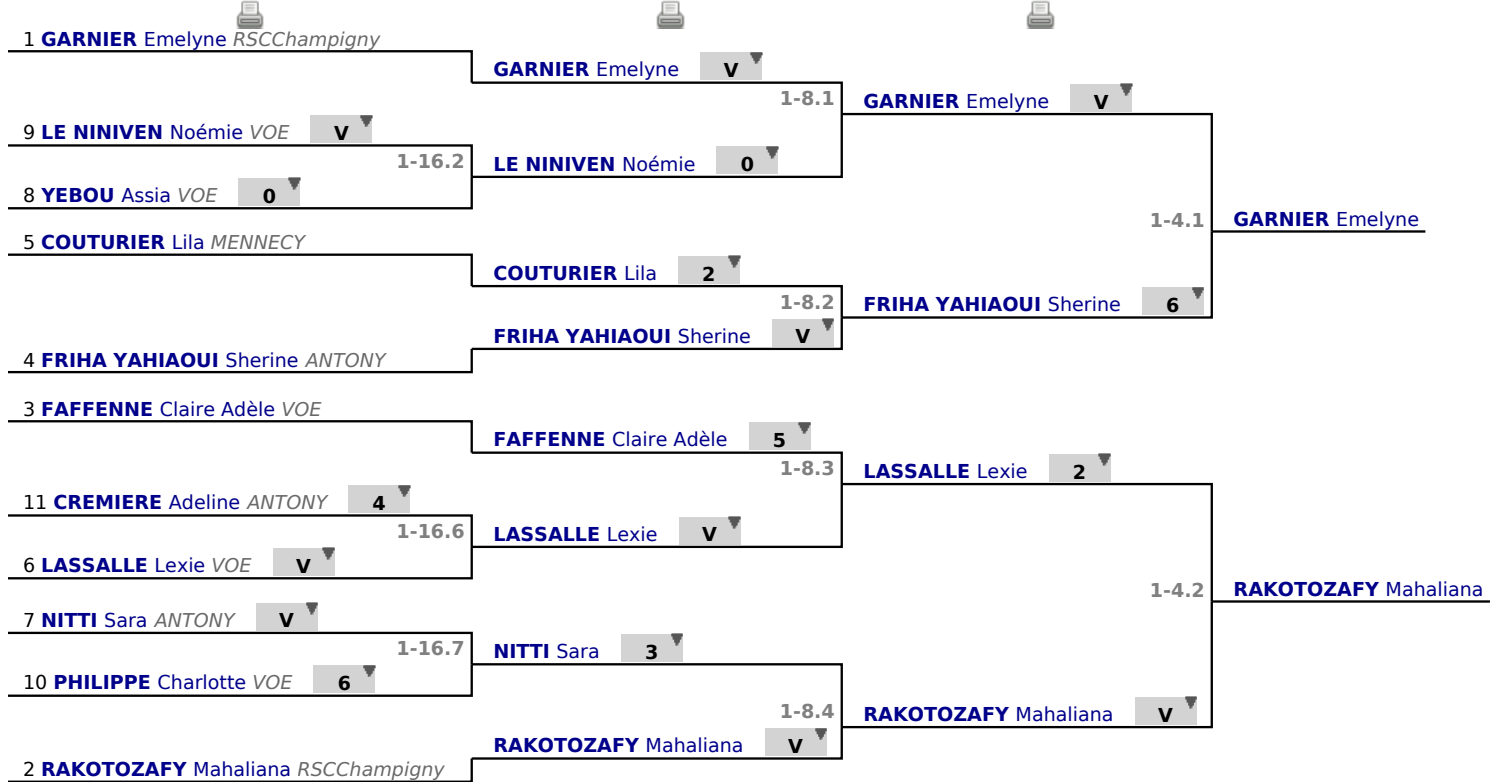 1 GARNIER Emelyne RSCChampigny
9 LE NINIVEN Noémie VOE V
1-16.2
8 YEBOU Assia VOE 0
5 COUTURIER Lila MENNECY
4 FRIHA YAHIAOUI Sherine ANTONY
3 FAFFENNE Claire Adèle VOE
11 CREMIERE Adeline ANTONY 4
1-16.6
6 LASSALLE Lexie VOE V
7 NITTI Sara ANTONY V
1-16.7
10 PHILIPPE Charlotte VOE 6
2 RAKOTOZAFY Mahaliana RSCChampigny
GARNIER Emelyne V
1-8.1
LE NINIVEN Noémie 0
COUTURIER Lila 2
1-8.2
FRIHA YAHIAOUI Sherine V
FAFFENNE Claire Adèle 5
1-8.3
LASSALLE Lexie V
NITTI Sara 3
1-8.4
RAKOTOZAFY Mahaliana V
GARNIER Emelyne V
1-4.1
FRIHA YAHIAOUI Sherine 6
LASSALLE Lexie 2
1-4.2
RAKOTOZAFY Mahaliana V
GARNIER Emelyne
RAKOTOZAFY Mahaliana